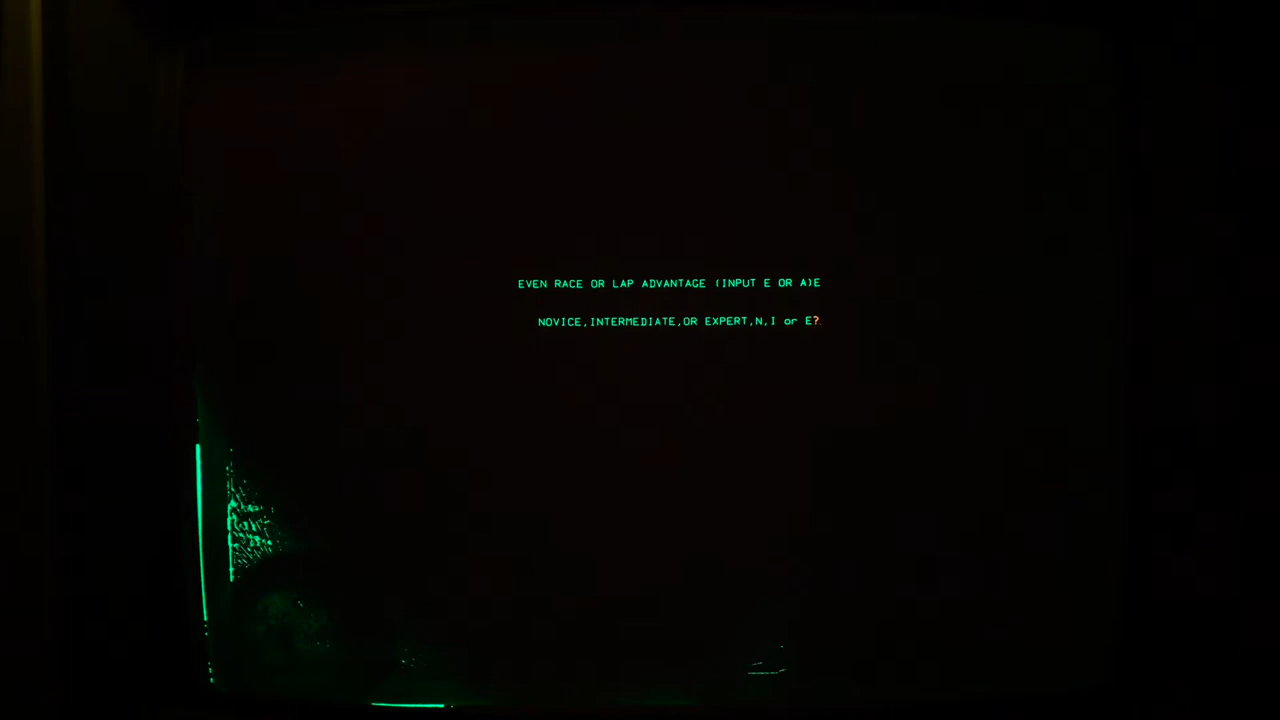 EVEN RACE OR LAP ADVANTAGE (INPUT E OR A)E
NOVICE,INTERMEDIATE,OR EXPERT,N,I or E?